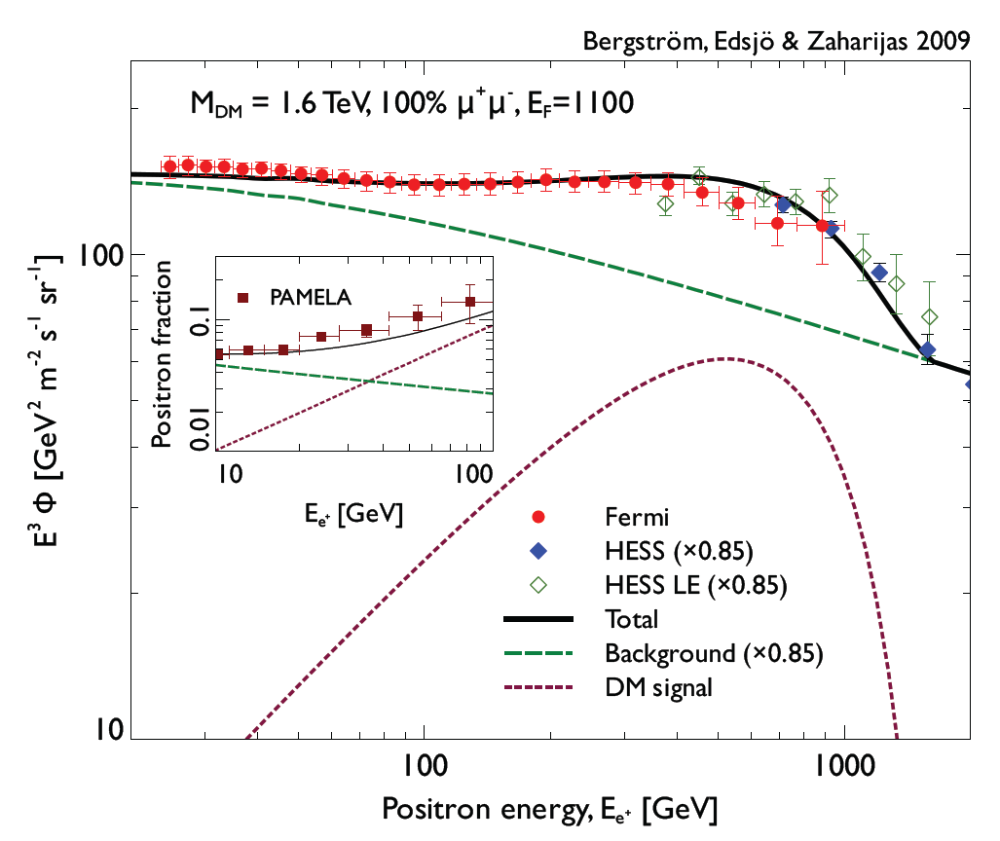 Bergström, Edsjö & Zaharijas 2009
M_DM = 1.6 TeV, 100% μ⁺μ⁻, E_F=1100
E³ Φ [GeV² m⁻² s⁻¹ sr⁻¹]
100
10
Positron fraction
0.1
0.01
PAMELA
10 100
E_e⁺ [GeV]
Fermi
HESS (×0.85)
HESS LE (×0.85)
Total
Background (×0.85)
DM signal
100 1000
Positron energy, E_e⁺ [GeV]